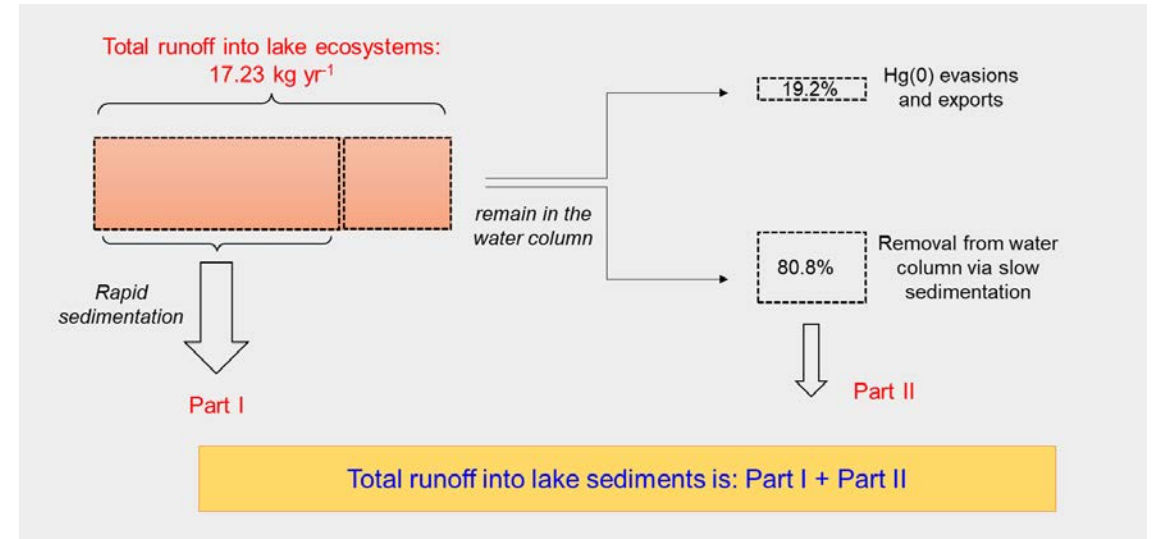 Total runoff into lake ecosystems:
17.23 kg yr⁻¹
Rapid
sedimentation
Part I
remain in the
water column
19.2%
Hg(0) evasions
and exports
80.8%
Removal from water
column via slow
sedimentation
Part II
Total runoff into lake sediments is: Part I + Part II